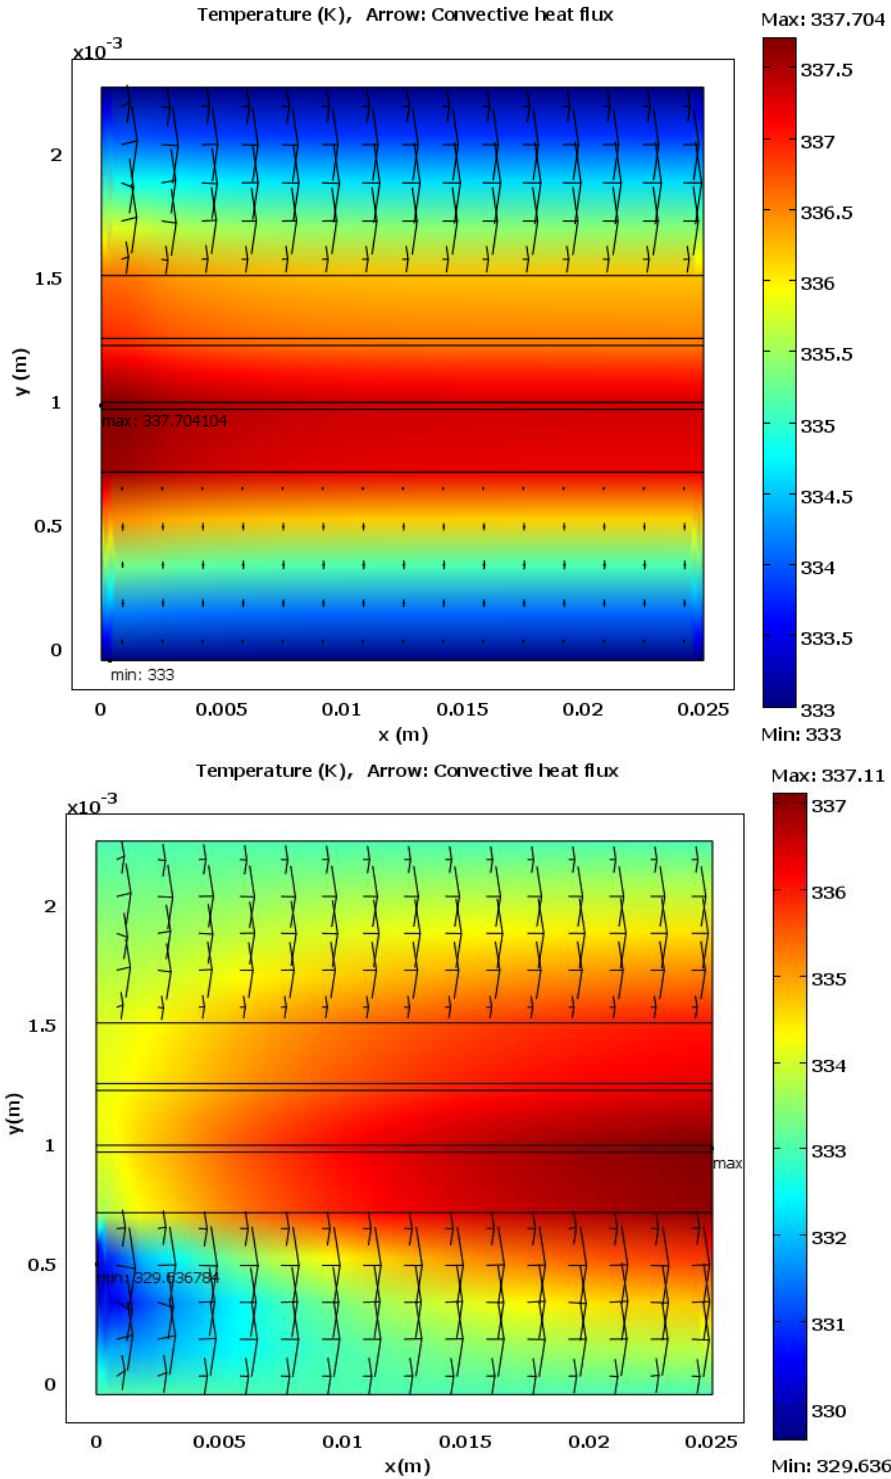 Temperature (K), Arrow: Convective heat flux
Max: 337.704
x10-3
337.5
337
2
336.5
336
1.5
335.5
y (m)
1
335
max: 337.704104
334.5
0.5
334
333.5
0
min: 333
333
0 0.005 0.01 0.015 0.02 0.025
x (m)
Min: 333
Temperature (K), Arrow: Convective heat flux
Max: 337.11
x10-3
337
2
336
335
1.5
334
y(m)
1
max
333
332
0.5
min: 329.636784
331
0
330
0 0.005 0.01 0.015 0.02 0.025
x(m)
Min: 329.636